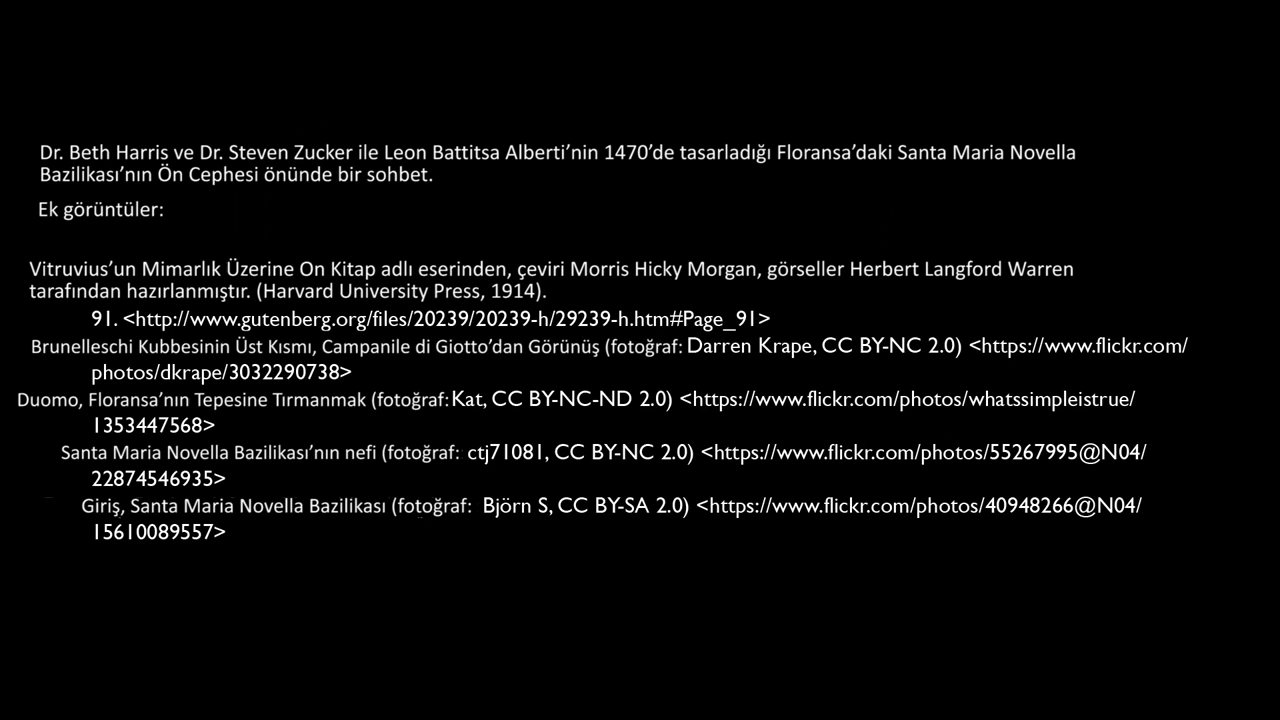 Dr. Beth Harris ve Dr. Steven Zucker ile Leon Battitsa Alberti’nin 1470’de tasarladığı Floransa’daki Santa Maria Novella
Bazilikası’nın Ön Cephesi önünde bir sohbet.
Ek görüntüler:
Vitruvius’un Mimarlık Üzerine On Kitap adlı eserinden, çeviri Morris Hicky Morgan, görseller Herbert Langford Warren
tarafından hazırlanmıştır. (Harvard University Press, 1914).
91. <http://www.gutenberg.org/files/20239/20239-h/29239-h.htm#Page_91>
Brunelleschi Kubbesinin Üst Kısmı, Campanile di Giotto’dan Görünüş (fotoğraf: Darren Krape, CC BY-NC 2.0) <https://www.flickr.com/
photos/dkrape/3032290738>
Duomo, Floransa’nın Tepesine Tırmanmak (fotoğraf: Kat, CC BY-NC-ND 2.0) <https://www.flickr.com/photos/whatssimpleistrue/
1353447568>
Santa Maria Novella Bazilikası’nın nefi (fotoğraf: ctj71081, CC BY-NC 2.0) <https://www.flickr.com/photos/55267995@N04/
22874546935>
Giriş, Santa Maria Novella Bazilikası (fotoğraf: Björn S, CC BY-SA 2.0) <https://www.flickr.com/photos/40948266@N04/
15610089557>